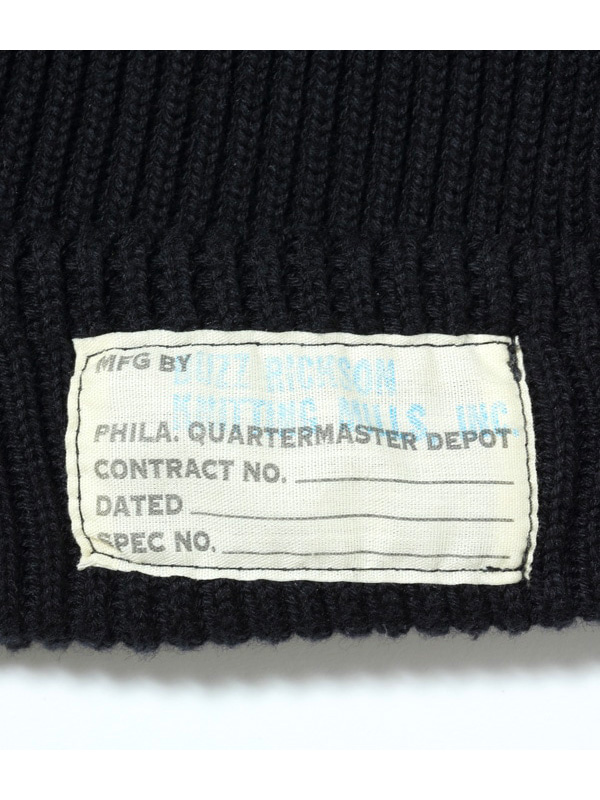 MFG BY BUZZ RICKSON
KNITTING MILLS, INC.
PHILA. QUARTERMASTER DEPOT
CONTRACT NO.
DATED
SPEC NO.